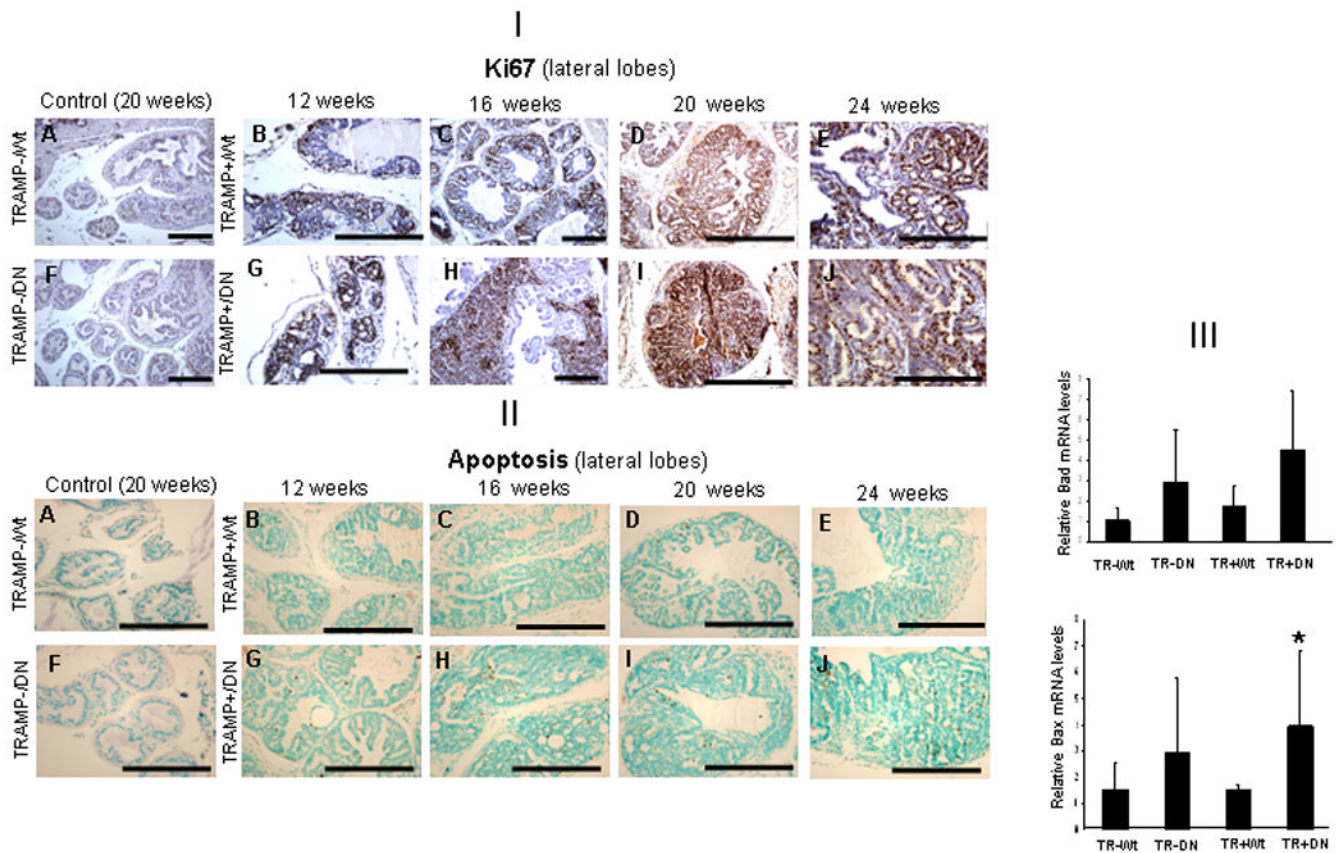 I
Ki67 (lateral lobes)
Control (20 weeks) 12 weeks 16 weeks 20 weeks 24 weeks
TRAMP-/Wt A TRAMP+/Wt B C D E
TRAMP-/DN F TRAMP+/DN G H I J
II
Apoptosis (lateral lobes)
Control (20 weeks) 12 weeks 16 weeks 20 weeks 24 weeks
TRAMP-/Wt A TRAMP+/Wt B C D E
TRAMP-/DN F TRAMP+/DN G H I J
III
Relative Bad mRNA levels
TR-Wt TR-DN TR+Wt TR+DN
Relative Bax mRNA levels
*
TR-Wt TR-DN TR+Wt TR+DN